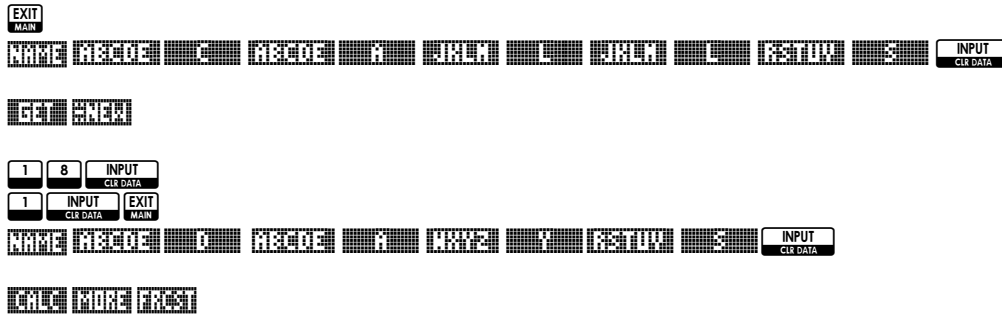 EXIT
MAIN
NAME ABCDE C ABCDE A JKLM L JKLM L RSTUV S INPUT
CLR DATA
GET *NEW
1 8 INPUT
CLR DATA
1 INPUT EXIT
CLR DATA MAIN
NAME ABCDE D ABCDE A WXYZ Y RSTUV S INPUT
CLR DATA
CALC MORE FRCST